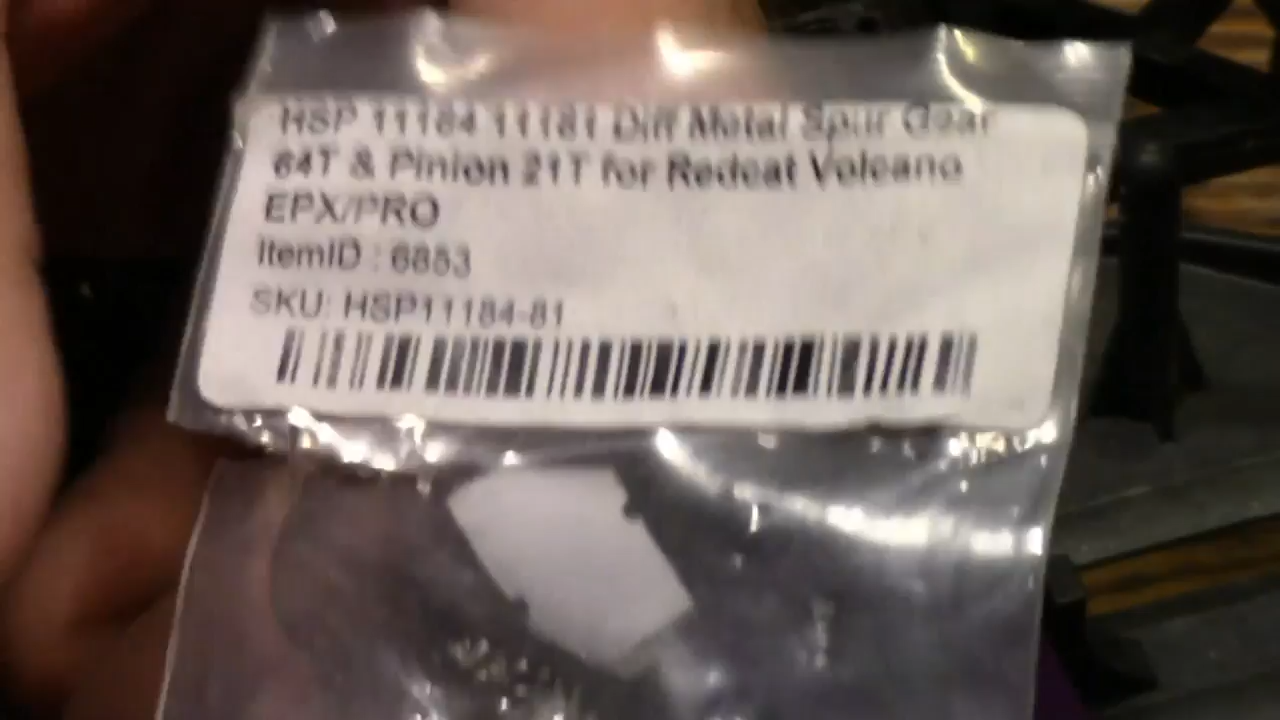 HSP 11184 11181 Diff Metal Spur Gear
64T & Pinion 21T for Redcat Volcano
EPX/PRO
ItemID : 6853
SKU: HSP11184-81